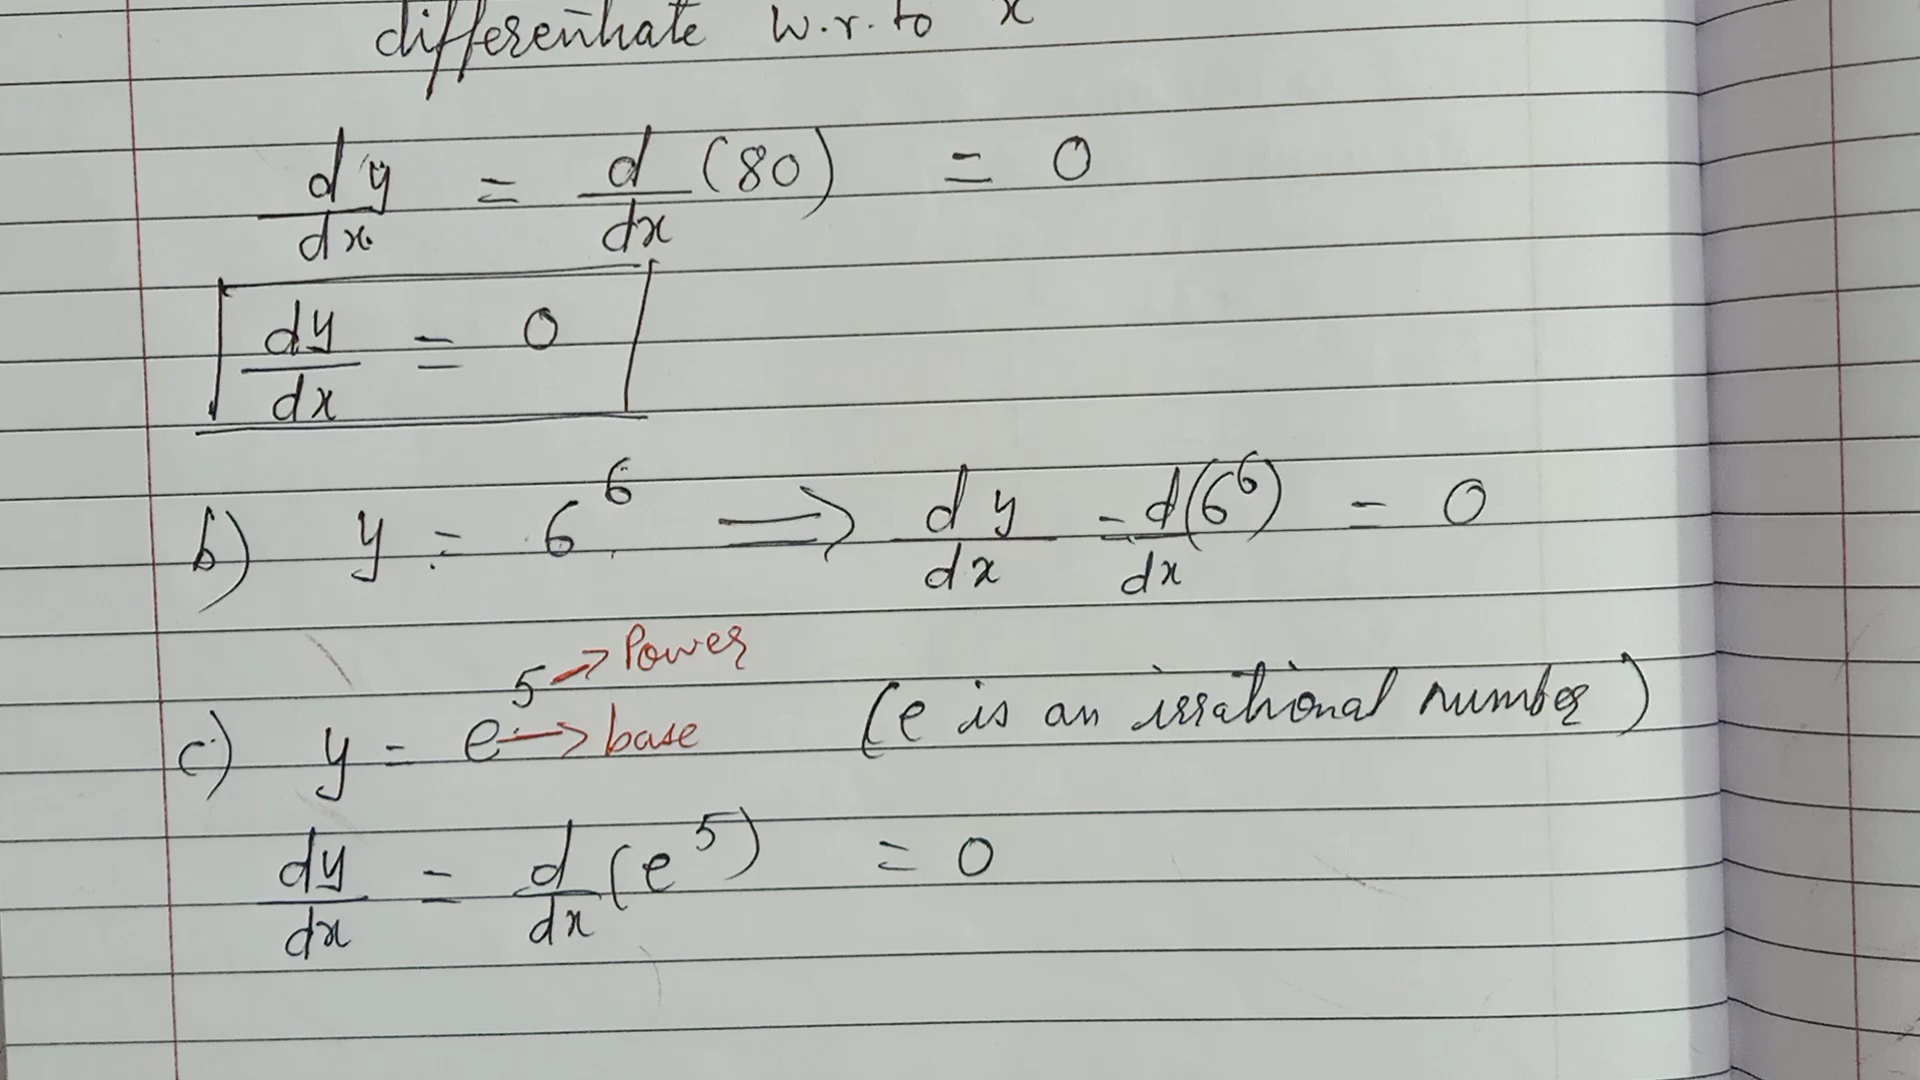 differentiate w.r.to x
dy/dx = d/dx (80) = 0
dy/dx = 0
b) y = 6^6 ⟹ dy/dx = d(6^6)/dx = 0
c) y = e^5 → Power → base (e is an irrational number)
dy/dx = d/dx (e^5) = 0